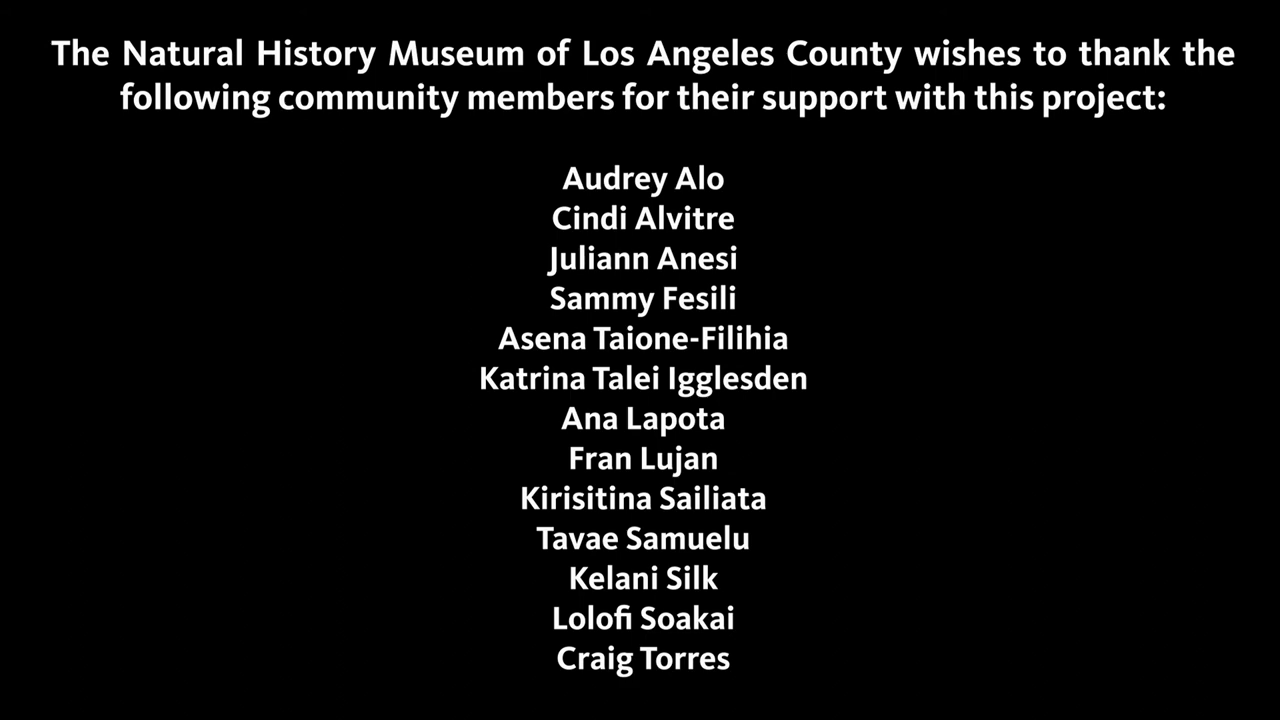 The Natural History Museum of Los Angeles County wishes to thank the
following community members for their support with this project:
Audrey Alo
Cindi Alvitre
Juliann Anesi
Sammy Fesili
Asena Taione-Filihia
Katrina Talei Igglesden
Ana Lapota
Fran Lujan
Kirisitina Sailiata
Tavae Samuelu
Kelani Silk
Lolofi Soakai
Craig Torres